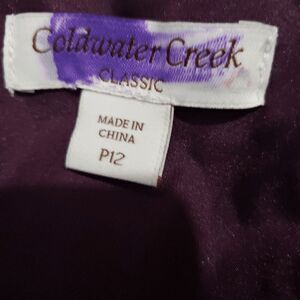 Coldwater Creek
CLASSIC
MADE IN
CHINA
P12